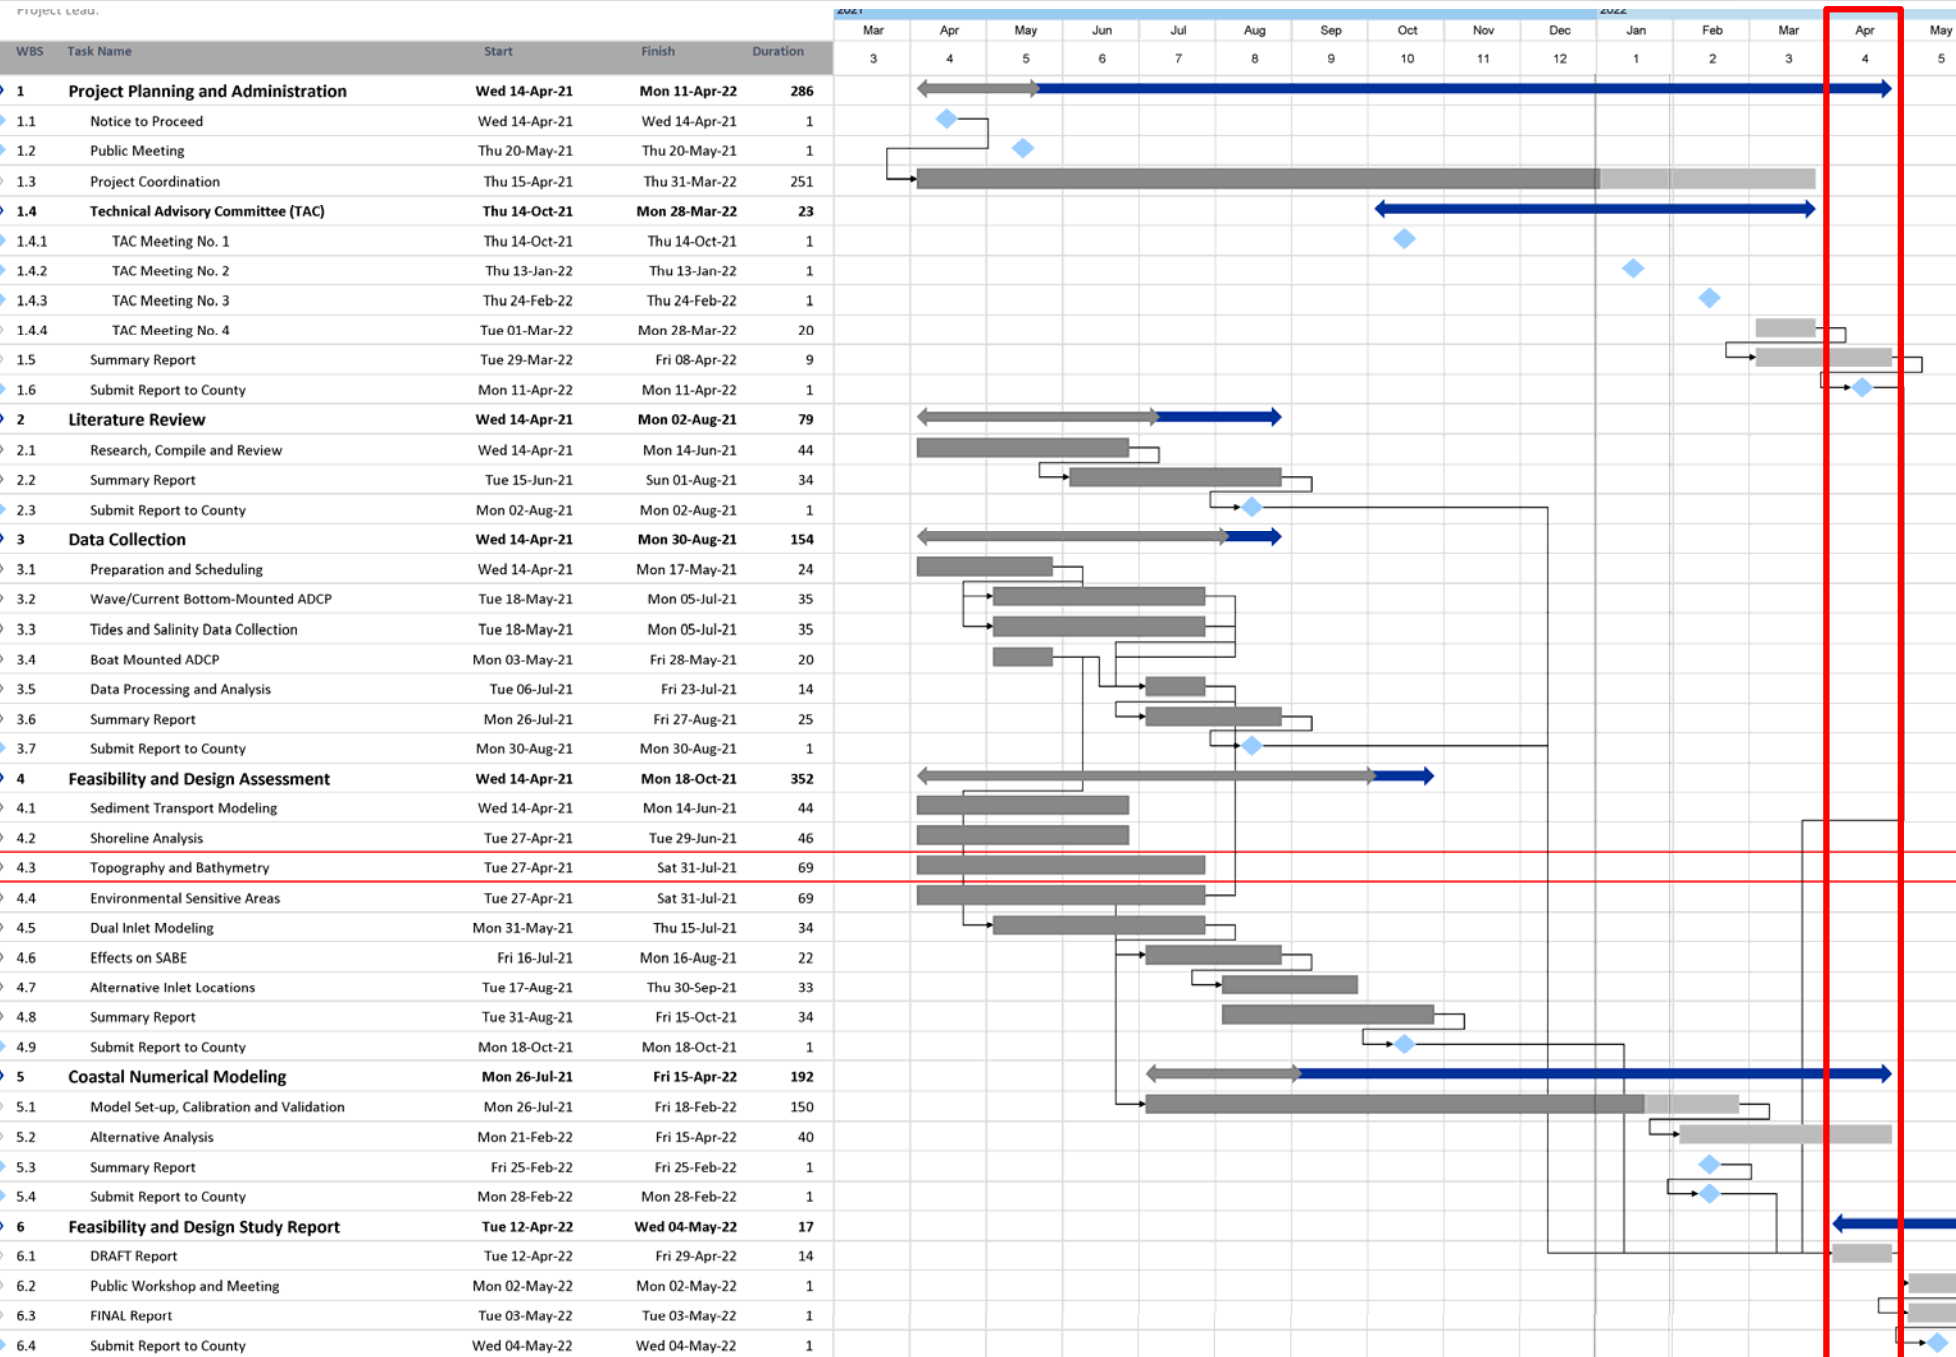 Project Lead:
2021 2022
Mar Apr May Jun Jul Aug Sep Oct Nov Dec Jan Feb Mar Apr May
WBS Task Name Start Finish Duration 3 4 5 6 7 8 9 10 11 12 1 2 3 4 5
1 Project Planning and Administration Wed 14-Apr-21 Mon 11-Apr-22 286
1.1 Notice to Proceed Wed 14-Apr-21 Wed 14-Apr-21 1
1.2 Public Meeting Thu 20-May-21 Thu 20-May-21 1
1.3 Project Coordination Thu 15-Apr-21 Thu 31-Mar-22 251
1.4 Technical Advisory Committee (TAC) Thu 14-Oct-21 Mon 28-Mar-22 23
1.4.1 TAC Meeting No. 1 Thu 14-Oct-21 Thu 14-Oct-21 1
1.4.2 TAC Meeting No. 2 Thu 13-Jan-22 Thu 13-Jan-22 1
1.4.3 TAC Meeting No. 3 Thu 24-Feb-22 Thu 24-Feb-22 1
1.4.4 TAC Meeting No. 4 Tue 01-Mar-22 Mon 28-Mar-22 20
1.5 Summary Report Tue 29-Mar-22 Fri 08-Apr-22 9
1.6 Submit Report to County Mon 11-Apr-22 Mon 11-Apr-22 1
2 Literature Review Wed 14-Apr-21 Mon 02-Aug-21 79
2.1 Research, Compile and Review Wed 14-Apr-21 Mon 14-Jun-21 44
2.2 Summary Report Tue 15-Jun-21 Sun 01-Aug-21 34
2.3 Submit Report to County Mon 02-Aug-21 Mon 02-Aug-21 1
3 Data Collection Wed 14-Apr-21 Mon 30-Aug-21 154
3.1 Preparation and Scheduling Wed 14-Apr-21 Mon 17-May-21 24
3.2 Wave/Current Bottom-Mounted ADCP Tue 18-May-21 Mon 05-Jul-21 35
3.3 Tides and Salinity Data Collection Tue 18-May-21 Mon 05-Jul-21 35
3.4 Boat Mounted ADCP Mon 03-May-21 Fri 28-May-21 20
3.5 Data Processing and Analysis Tue 06-Jul-21 Fri 23-Jul-21 14
3.6 Summary Report Mon 26-Jul-21 Fri 27-Aug-21 25
3.7 Submit Report to County Mon 30-Aug-21 Mon 30-Aug-21 1
4 Feasibility and Design Assessment Wed 14-Apr-21 Mon 18-Oct-21 352
4.1 Sediment Transport Modeling Wed 14-Apr-21 Mon 14-Jun-21 44
4.2 Shoreline Analysis Tue 27-Apr-21 Tue 29-Jun-21 46
4.3 Topography and Bathymetry Tue 27-Apr-21 Sat 31-Jul-21 69
4.4 Environmental Sensitive Areas Tue 27-Apr-21 Sat 31-Jul-21 69
4.5 Dual Inlet Modeling Mon 31-May-21 Thu 15-Jul-21 34
4.6 Effects on SABE Fri 16-Jul-21 Mon 16-Aug-21 22
4.7 Alternative Inlet Locations Tue 17-Aug-21 Thu 30-Sep-21 33
4.8 Summary Report Tue 31-Aug-21 Fri 15-Oct-21 34
4.9 Submit Report to County Mon 18-Oct-21 Mon 18-Oct-21 1
5 Coastal Numerical Modeling Mon 26-Jul-21 Fri 15-Apr-22 192
5.1 Model Set-up, Calibration and Validation Mon 26-Jul-21 Fri 18-Feb-22 150
5.2 Alternative Analysis Mon 21-Feb-22 Fri 15-Apr-22 40
5.3 Summary Report Fri 25-Feb-22 Fri 25-Feb-22 1
5.4 Submit Report to County Mon 28-Feb-22 Mon 28-Feb-22 1
6 Feasibility and Design Study Report Tue 12-Apr-22 Wed 04-May-22 17
6.1 DRAFT Report Tue 12-Apr-22 Fri 29-Apr-22 14
6.2 Public Workshop and Meeting Mon 02-May-22 Mon 02-May-22 1
6.3 FINAL Report Tue 03-May-22 Tue 03-May-22 1
6.4 Submit Report to County Wed 04-May-22 Wed 04-May-22 1